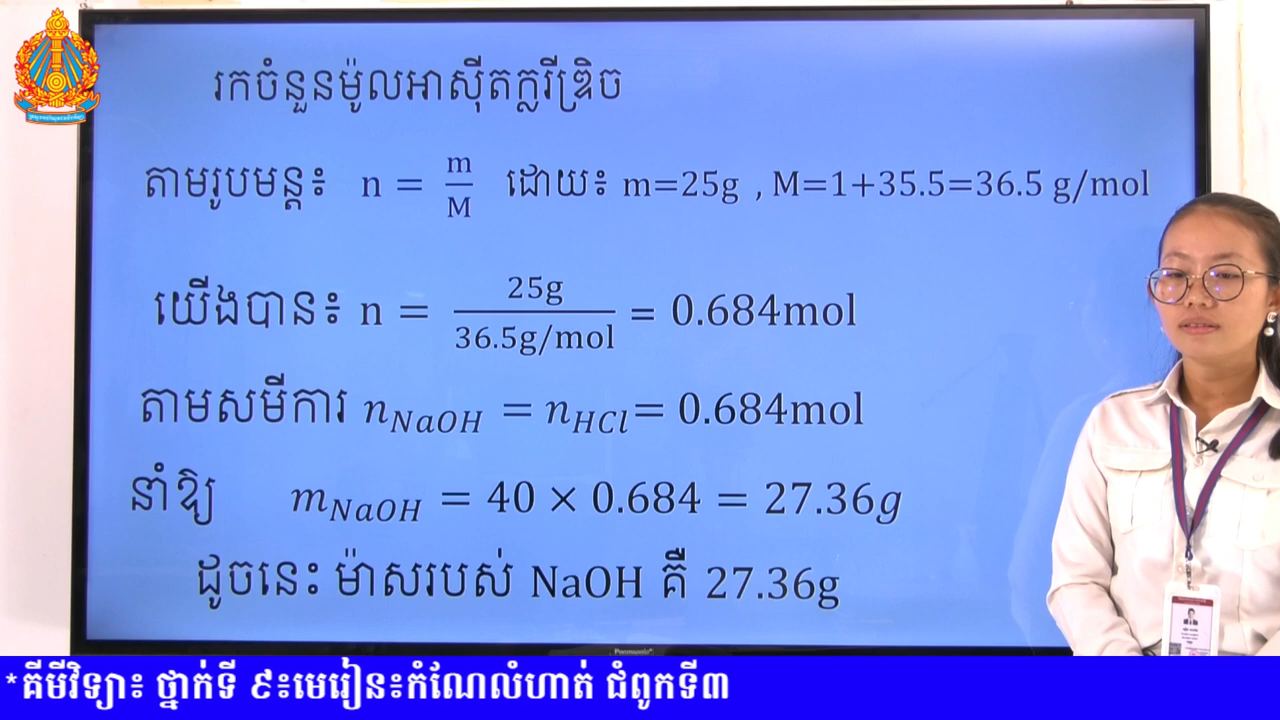 រកចំនួនម៉ូលអាស៊ីតក្លរីឌ្រិច
តាមរូបមន្ត៖ n = m/M ដោយ៖ m=25g , M=1+35.5=36.5 g/mol
យើងបាន៖ n = 25g/36.5g/mol = 0.684mol
តាមសមីការ n_NaOH = n_HCl= 0.684mol
នាំឱ្យ m_NaOH = 40 × 0.684 = 27.36g
ដូចនេះ ម៉ាសរបស់ NaOH គឺ 27.36g
*គីមីវិទ្យា៖ ថ្នាក់ទី ៩៖មេរៀន៖កំណែលំហាត់ ជំពូកទី៣